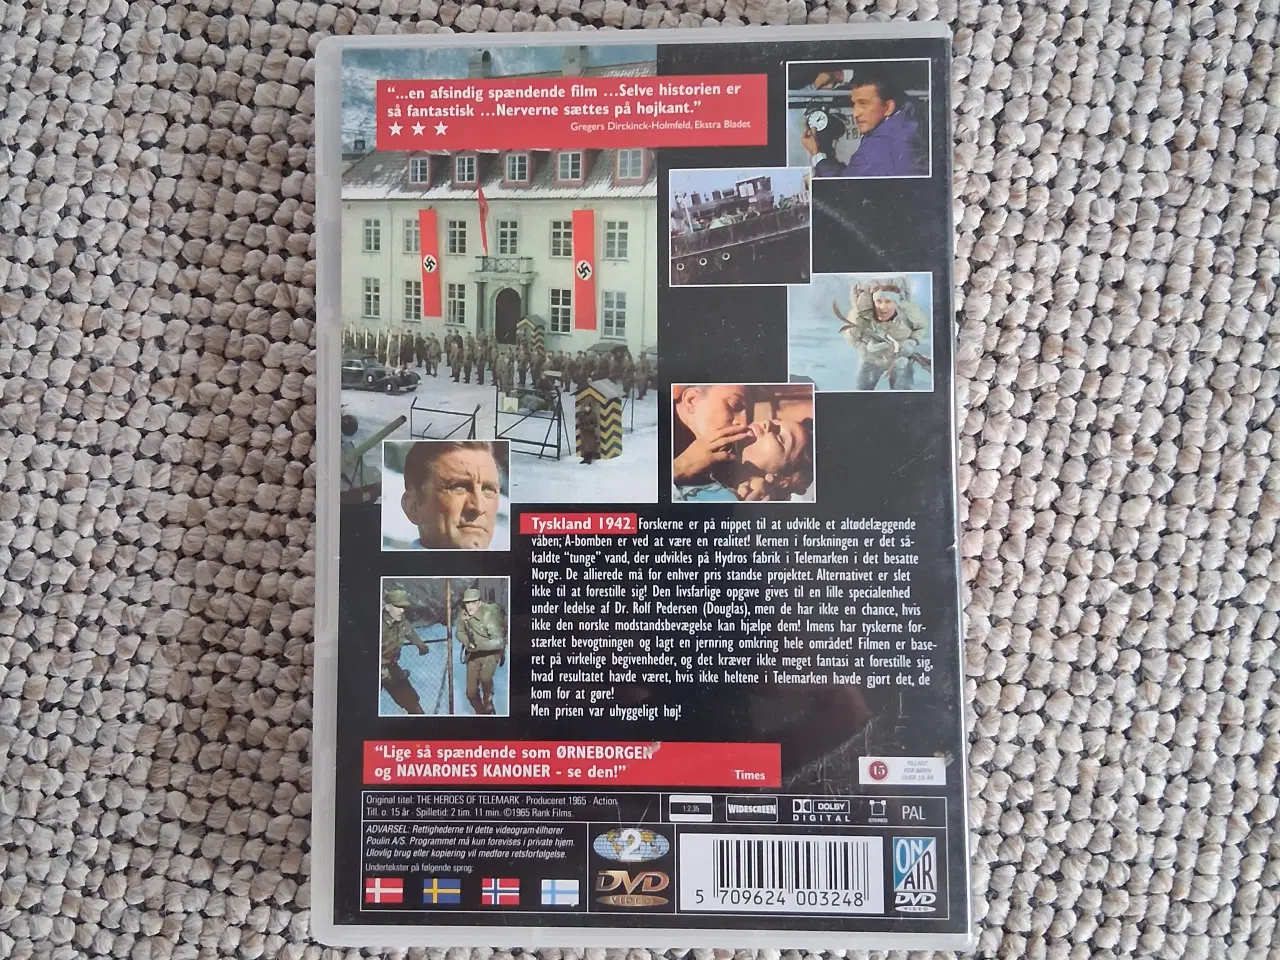 “...en afsindig spændende film ...Selve historien er
så fantastisk ...Nerverne sættes på højkant.”
Gregers Dirckinck-Holmfeld, Ekstra Bladet
Tyskland 1942. Forskerne er på nippet til at udvikle et altødelæggende
våben; A-bomben er ved at være en realitet! Kernen i forskningen er det så-
kaldte “tunge” vand, der udvikles på Hydros fabrik i Telemarken i det besatte
Norge. De allierede må for enhver pris standse projektet. Alternativet er slet
ikke til at forestille sig! Den livsfarlige opgave gives til en lille specialenhed
under ledelse af Dr. Rolf Pedersen (Douglas), men de har ikke en chance, hvis
ikke den norske modstandsbevægelse kan hjælpe dem! Imens har tyskerne for-
stærket bevogtningen og lagt en jernring omkring hele området! Filmen er base-
ret på virkelige begivenheder, og det kræver ikke meget fantasi at forestille sig,
hvad resultatet havde været, hvis ikke heltene i Telemarken havde gjort det, de
kom for at gøre!
Men prisen var uhyggeligt høj!
“Lige så spændende som ØRNEBORGEN
og NAVARONES KANONER - se den!”
Times
15
TILLADT
FOR BØRN
OVER 15 ÅR
Original titel: THE HEROES OF TELEMARK · Produceret 1965 · Action.
Till. o. 15 år · Spilletid: 2 tim. 11 min. ©1965 Rank Films.
1:2.35
WIDESCREEN
DOLBY
DIGITAL
STEREO
PAL
ADVARSEL: Rettighederne til dette videogram tilhører
Poulin A/S. Programmet må kun forevises i private hjem.
Ulovlig brug eller kopiering vil medføre retsforfølgelse.
Undertekster på følgende sprog:
2
DVD
VIDEO
5 709624 003248
ON
AIR
DVD
VIDEO